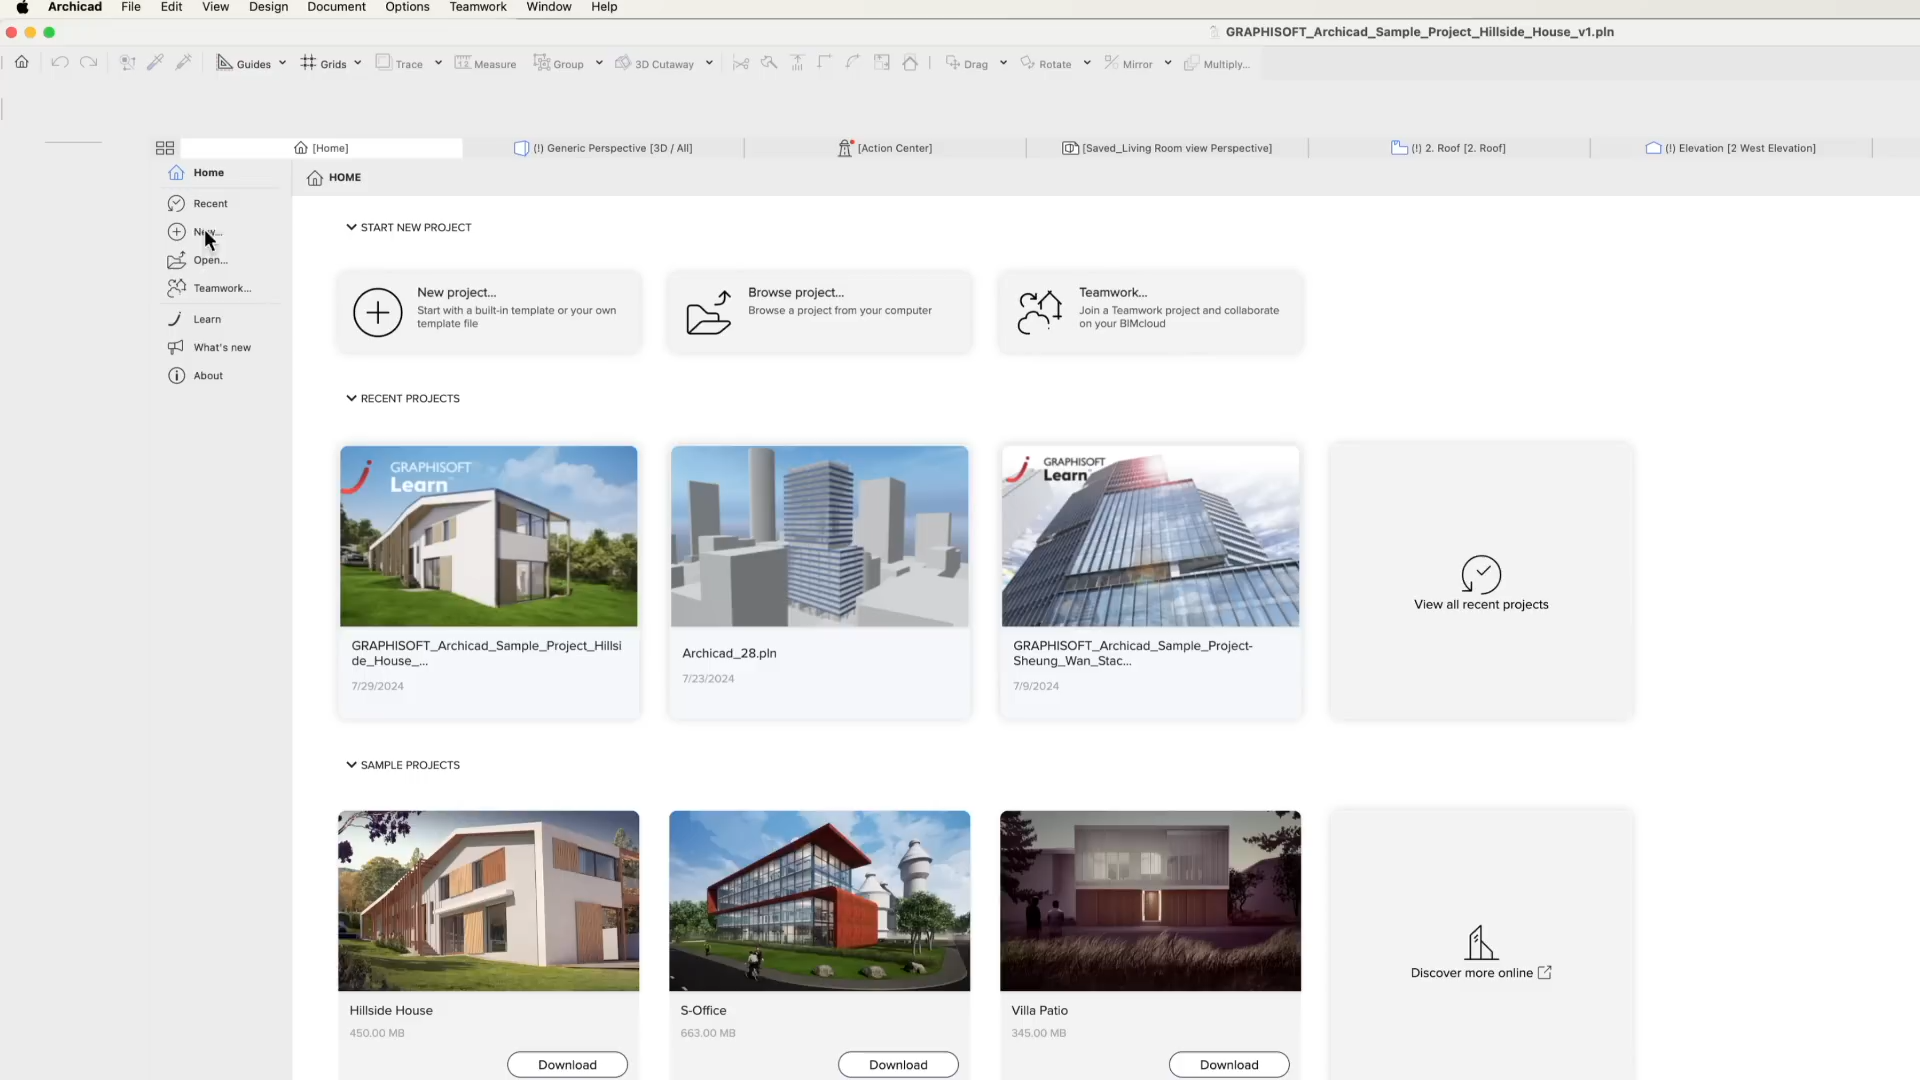 Archicad File Edit View Design Document Options Teamwork Window Help
GRAPHISOFT_Archicad_Sample_Project_Hillside_House_v1.pln
Guides Grids Trace Measure Group 3D Cutaway Drag Rotate Mirror Multiply...
[Home] (!) Generic Perspective [3D / All] [Action Center] [Saved_Living Room view Perspective] (!) 2. Roof [2. Roof] (!) Elevation [2 West Elevation]
Home
Recent
New...
Open...
Teamwork...
Learn
What's new
About
HOME
START NEW PROJECT
New project...
Start with a built-in template or your own
template file
Browse project...
Browse a project from your computer
Teamwork...
Join a Teamwork project and collaborate
on your BIMcloud
RECENT PROJECTS
GRAPHISOFT
Learn
GRAPHISOFT_Archicad_Sample_Project_Hillsi
de_House_...
7/29/2024
Archicad_28.pln
7/23/2024
GRAPHISOFT
Learn
GRAPHISOFT_Archicad_Sample_Project-
Sheung_Wan_Stac...
7/9/2024
View all recent projects
SAMPLE PROJECTS
Hillside House
450.00 MB
Download
S-Office
663.00 MB
Download
Villa Patio
345.00 MB
Download
Discover more online